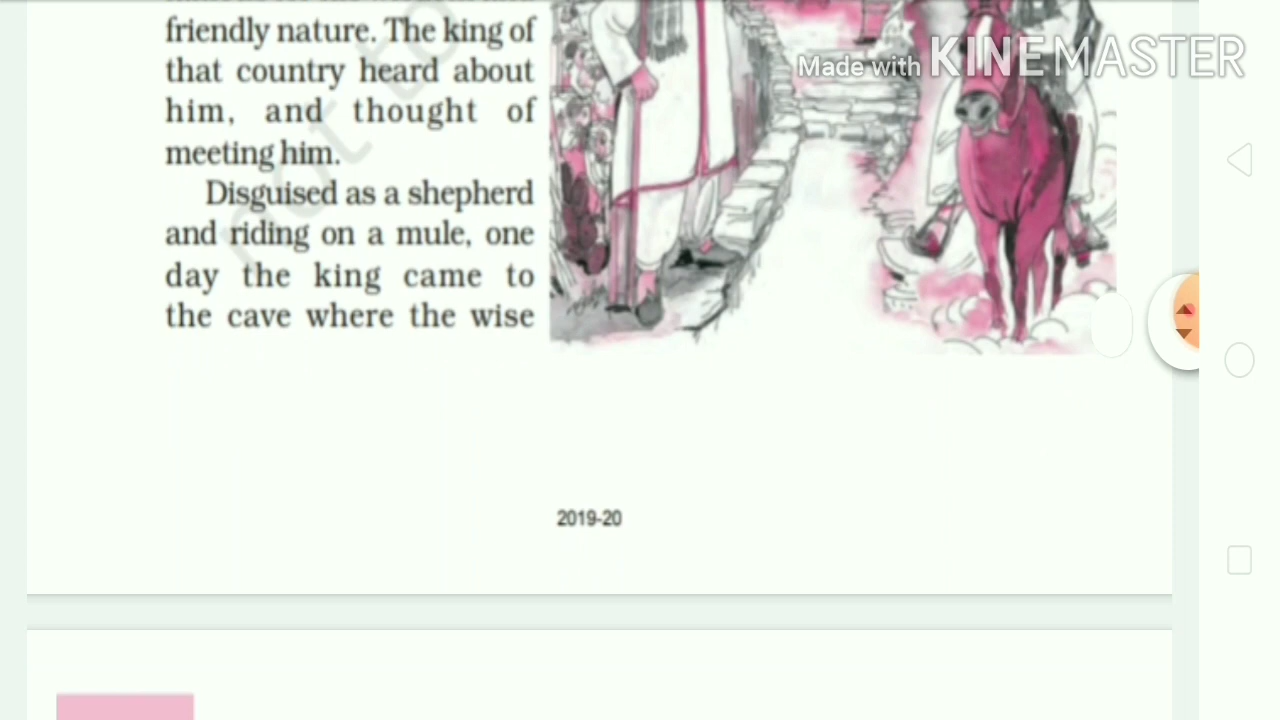 friendly nature. The king of
that country heard about
him, and thought of
meeting him.
Disguised as a shepherd
and riding on a mule, one
day the king came to
the cave where the wise
Made with KINEMASTER
2019-20